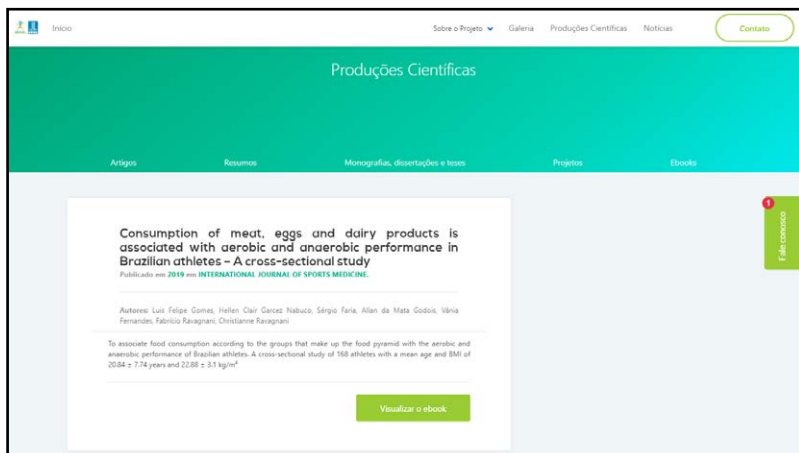 Início
Sobre o Projeto
Galeria
Produções Científicas
Notícias
Contato
Produções Científicas
Artigos
Resumos
Monografias, dissertações e teses
Projetos
Ebooks
1
Fale conosco
Consumption of meat, eggs and dairy products is
associated with aerobic and anaerobic performance in
Brazilian athletes – A cross-sectional study
Publicado em 2019 em INTERNATIONAL JOURNAL OF SPORTS MEDICINE.
Autores: Luis Felipe Gomes, Hellen Clair Garcez Nabuco, Sérgio Faria, Allan da Mata Godois, Vânia
Fernandes, Fabrício Ravagnani, Christianne Ravagnani
To associate food consumption according to the groups that make up the food pyramid with the aerobic and
anaerobic performance of Brazilian athletes. A cross-sectional study of 168 athletes with a mean age and BMI of
20.84 ± 7.74 years and 22.88 ± 3.1 kg/m⁴
Visualizar o ebook